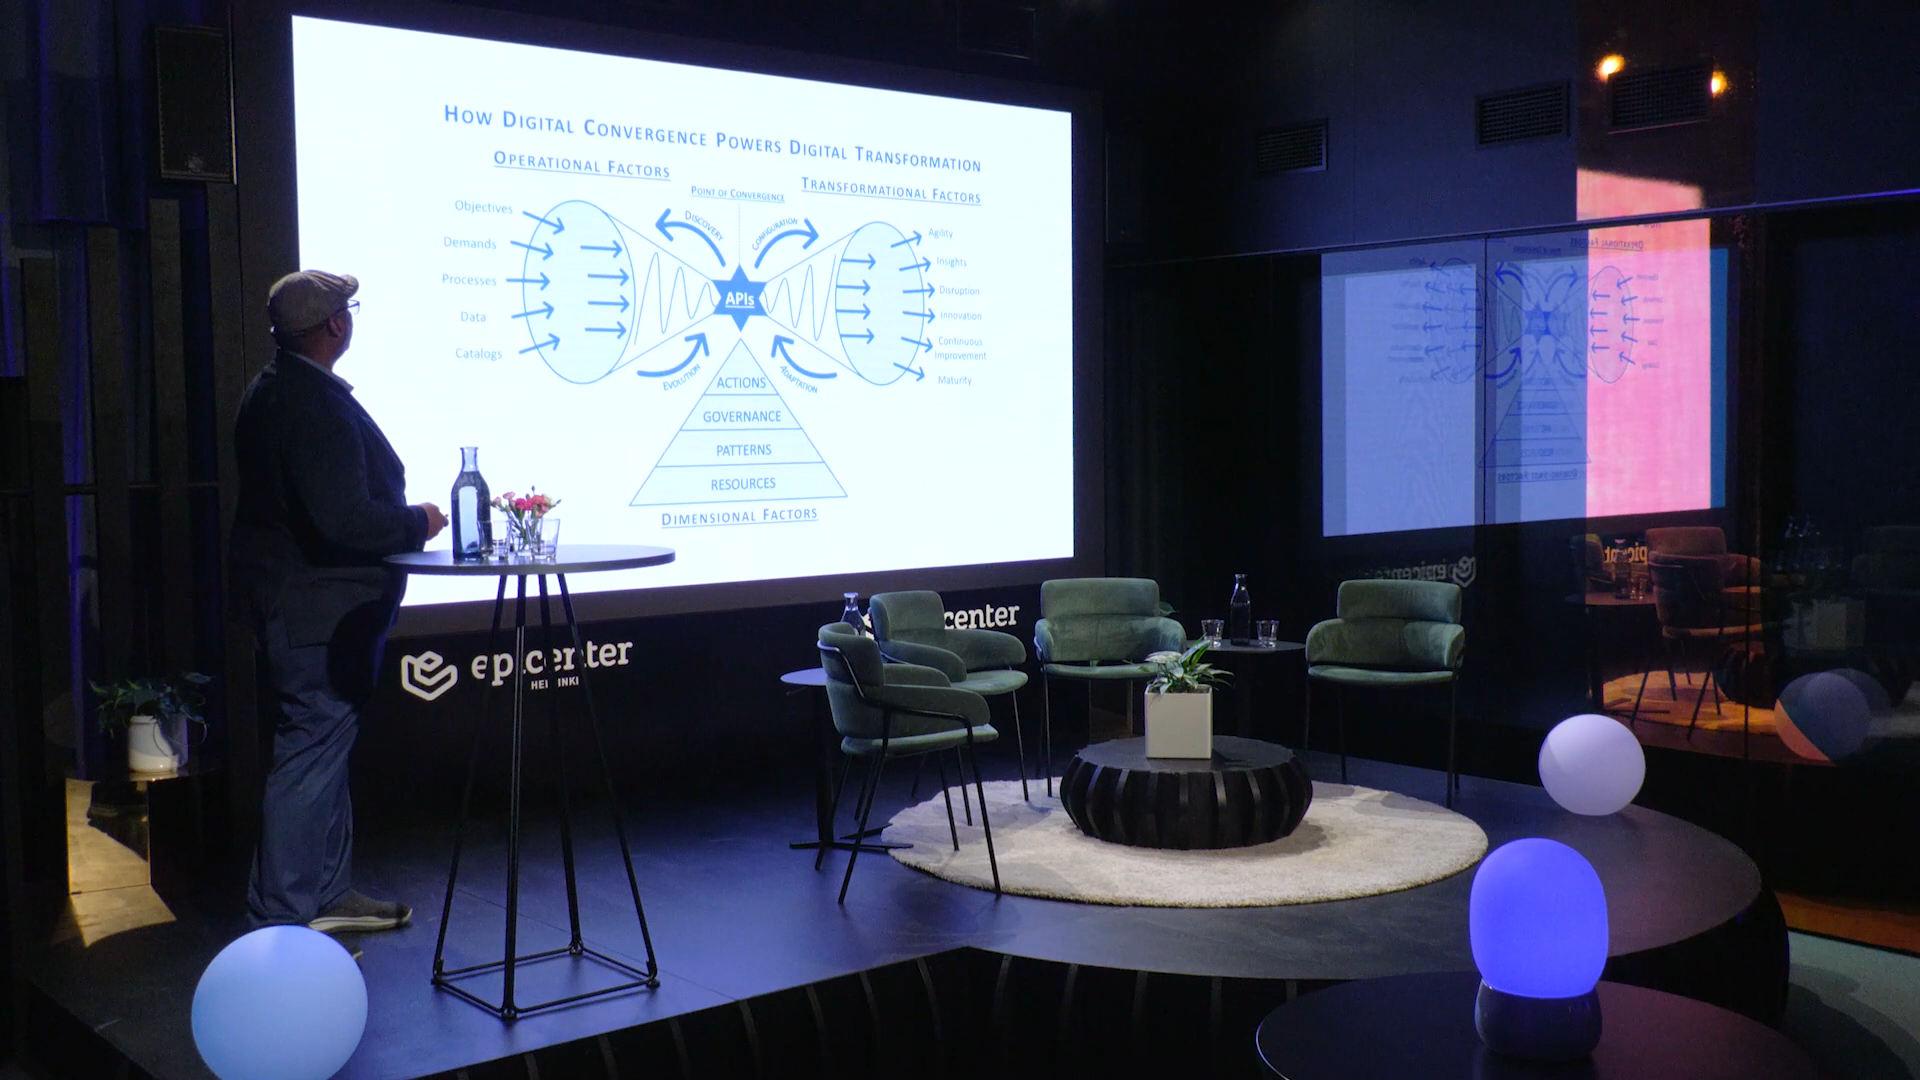 HOW DIGITAL CONVERGENCE POWERS DIGITAL TRANSFORMATION
OPERATIONAL FACTORS
POINT OF CONVERGENCE
TRANSFORMATIONAL FACTORS
Objectives
Demands
Processes
Data
Catalogs
DISCOVERY
CONFIGURATION
APIs
EVOLUTION
ADAPTATION
Agility
Insights
Disruption
Innovation
Continuous
Improvement
Maturity
ACTIONS
GOVERNANCE
PATTERNS
RESOURCES
DIMENSIONAL FACTORS
epicenter
HELSINKI
center